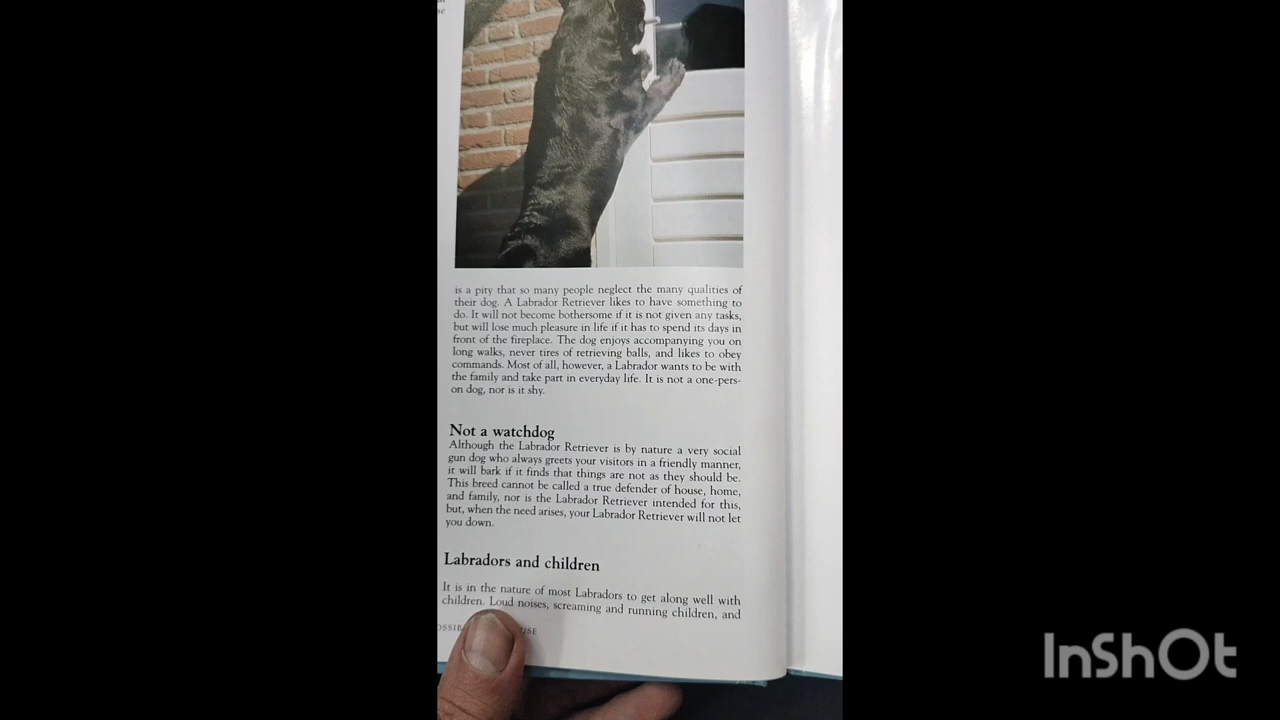 is a pity that so many people neglect the many qualities of
their dog. A Labrador Retriever likes to have something to
do. It will not become bothersome if it is not given any tasks,
but will lose much pleasure in life if it has to spend its days in
front of the fireplace. The dog enjoys accompanying you on
long walks, never tires of retrieving balls, and likes to obey
commands. Most of all, however, a Labrador wants to be with
the family and take part in everyday life. It is not a one-pers-
on dog, nor is it shy.
Not a watchdog
Although the Labrador Retriever is by nature a very social
gun dog who always greets your visitors in a friendly manner,
it will bark if it finds that things are not as they should be.
This breed cannot be called a true defender of house, home,
and family, nor is the Labrador Retriever intended for this,
but, when the need arises, your Labrador Retriever will not let
you down.
Labradors and children
It is in the nature of most Labradors to get along well with
children. Loud noises, screaming and running children, and
InShOt